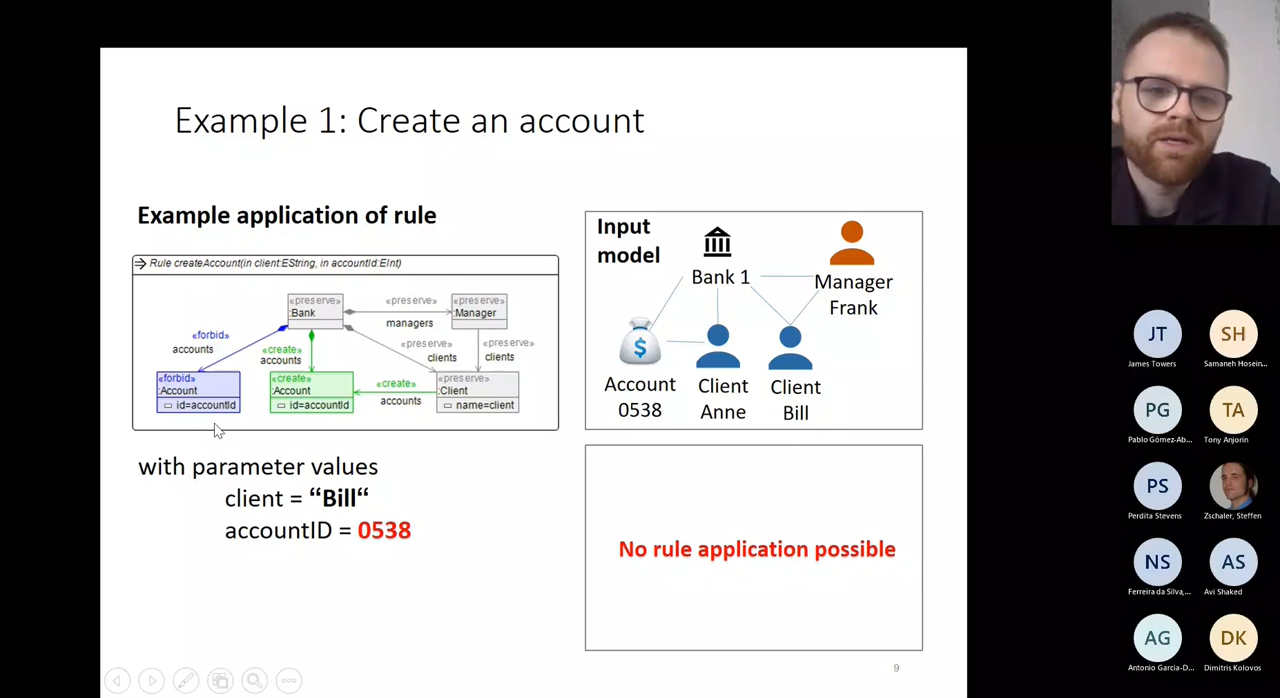 Example 1: Create an account
Example application of rule
Rule createAccount(in client:EString, in accountId:EInt)
«preserve»
:Bank
«preserve»
managers
«preserve»
:Manager
«forbid»
accounts
«create»
accounts
«preserve»
clients
«preserve»
clients
«forbid»
:Account
id=accountId
«create»
:Account
id=accountId
«create»
accounts
«preserve»
:Client
name=client
with parameter values
client = “Bill“
accountID = 0538
Input
model
Bank 1
Manager
Frank
$
Account
0538
Client
Anne
Client
Bill
No rule application possible
9
JT
James Towers
SH
Samaneh Hosein...
PG
Pablo Gómez-Ab...
TA
Tony Anjorin
PS
Perdita Stevens
Zschaler, Steffen
NS
Ferreira da Silva,...
AS
Avi Shaked
AG
Antonio Garcia-D...
DK
Dimitris Kolovos